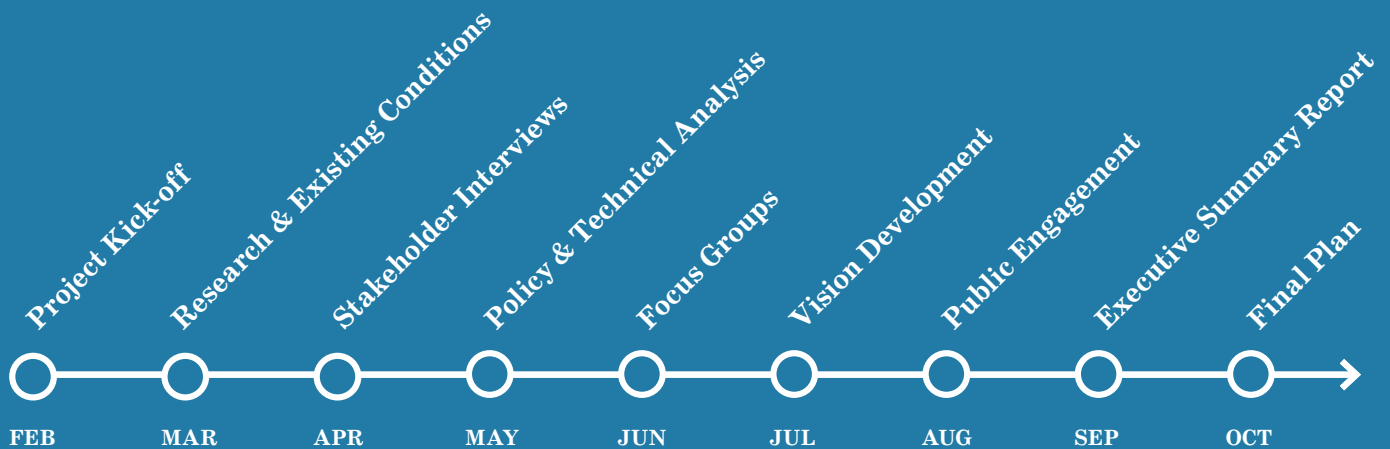 Project Kick-off
Research & Existing Conditions
Stakeholder Interviews
Policy & Technical Analysis
Focus Groups
Vision Development
Public Engagement
Executive Summary Report
Final Plan
FEB
MAR
APR
MAY
JUN
JUL
AUG
SEP
OCT